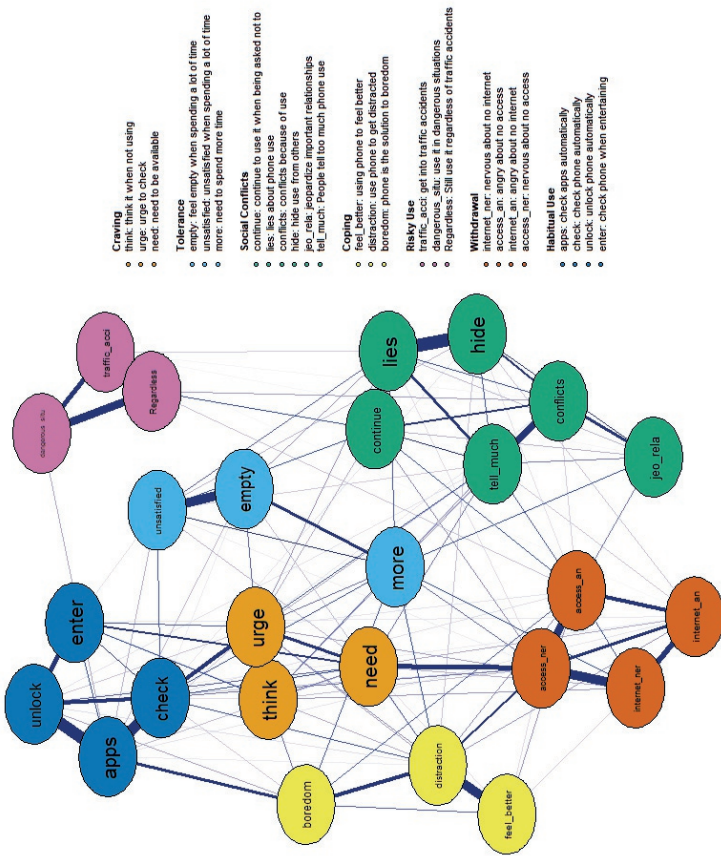 dangerous_situ
traffic_acci
Regardless
unlock
enter
apps
check
unsatisfied
empty
urge
think
need
more
lies
continue
hide
tell_much
conflicts
jeo_rela
boredom
distraction
feel_better
access_ner
access_an
internet_ner
internet_an
Craving
think: think it when not using
urge: urge to check
need: need to be available
Tolerance
empty: feel empty when spending a lot of time
unsatisfied: unsatisfied when spending a lot of time
more: need to spend more time
Social Conflicts
continue: continue to use it when being asked not to
lies: lies about phone use
conflicts: conflicts because of use
hide: hide use from others
jeo_rela: jeopardize important relationships
tell_much: People tell too much phone use
Coping
feel_better: using phone to feel better
distraction: use phone to get distracted
boredom: phone is the solution to boredom
Risky Use
traffic_acci: get into traffic accidents
dangerous_situ: use it in dangerous situations
Regardless: Still use it regardless of traffic accidents
Withdrawal
internet_ner: nervous about no internet
access_an: angry about no access
internet_an: angry about no internet
access_ner: nervous about no access
Habitual Use
apps: check apps automatically
check: check phone automatically
unlock: unlock phone automatically
enter: check phone when entertaining